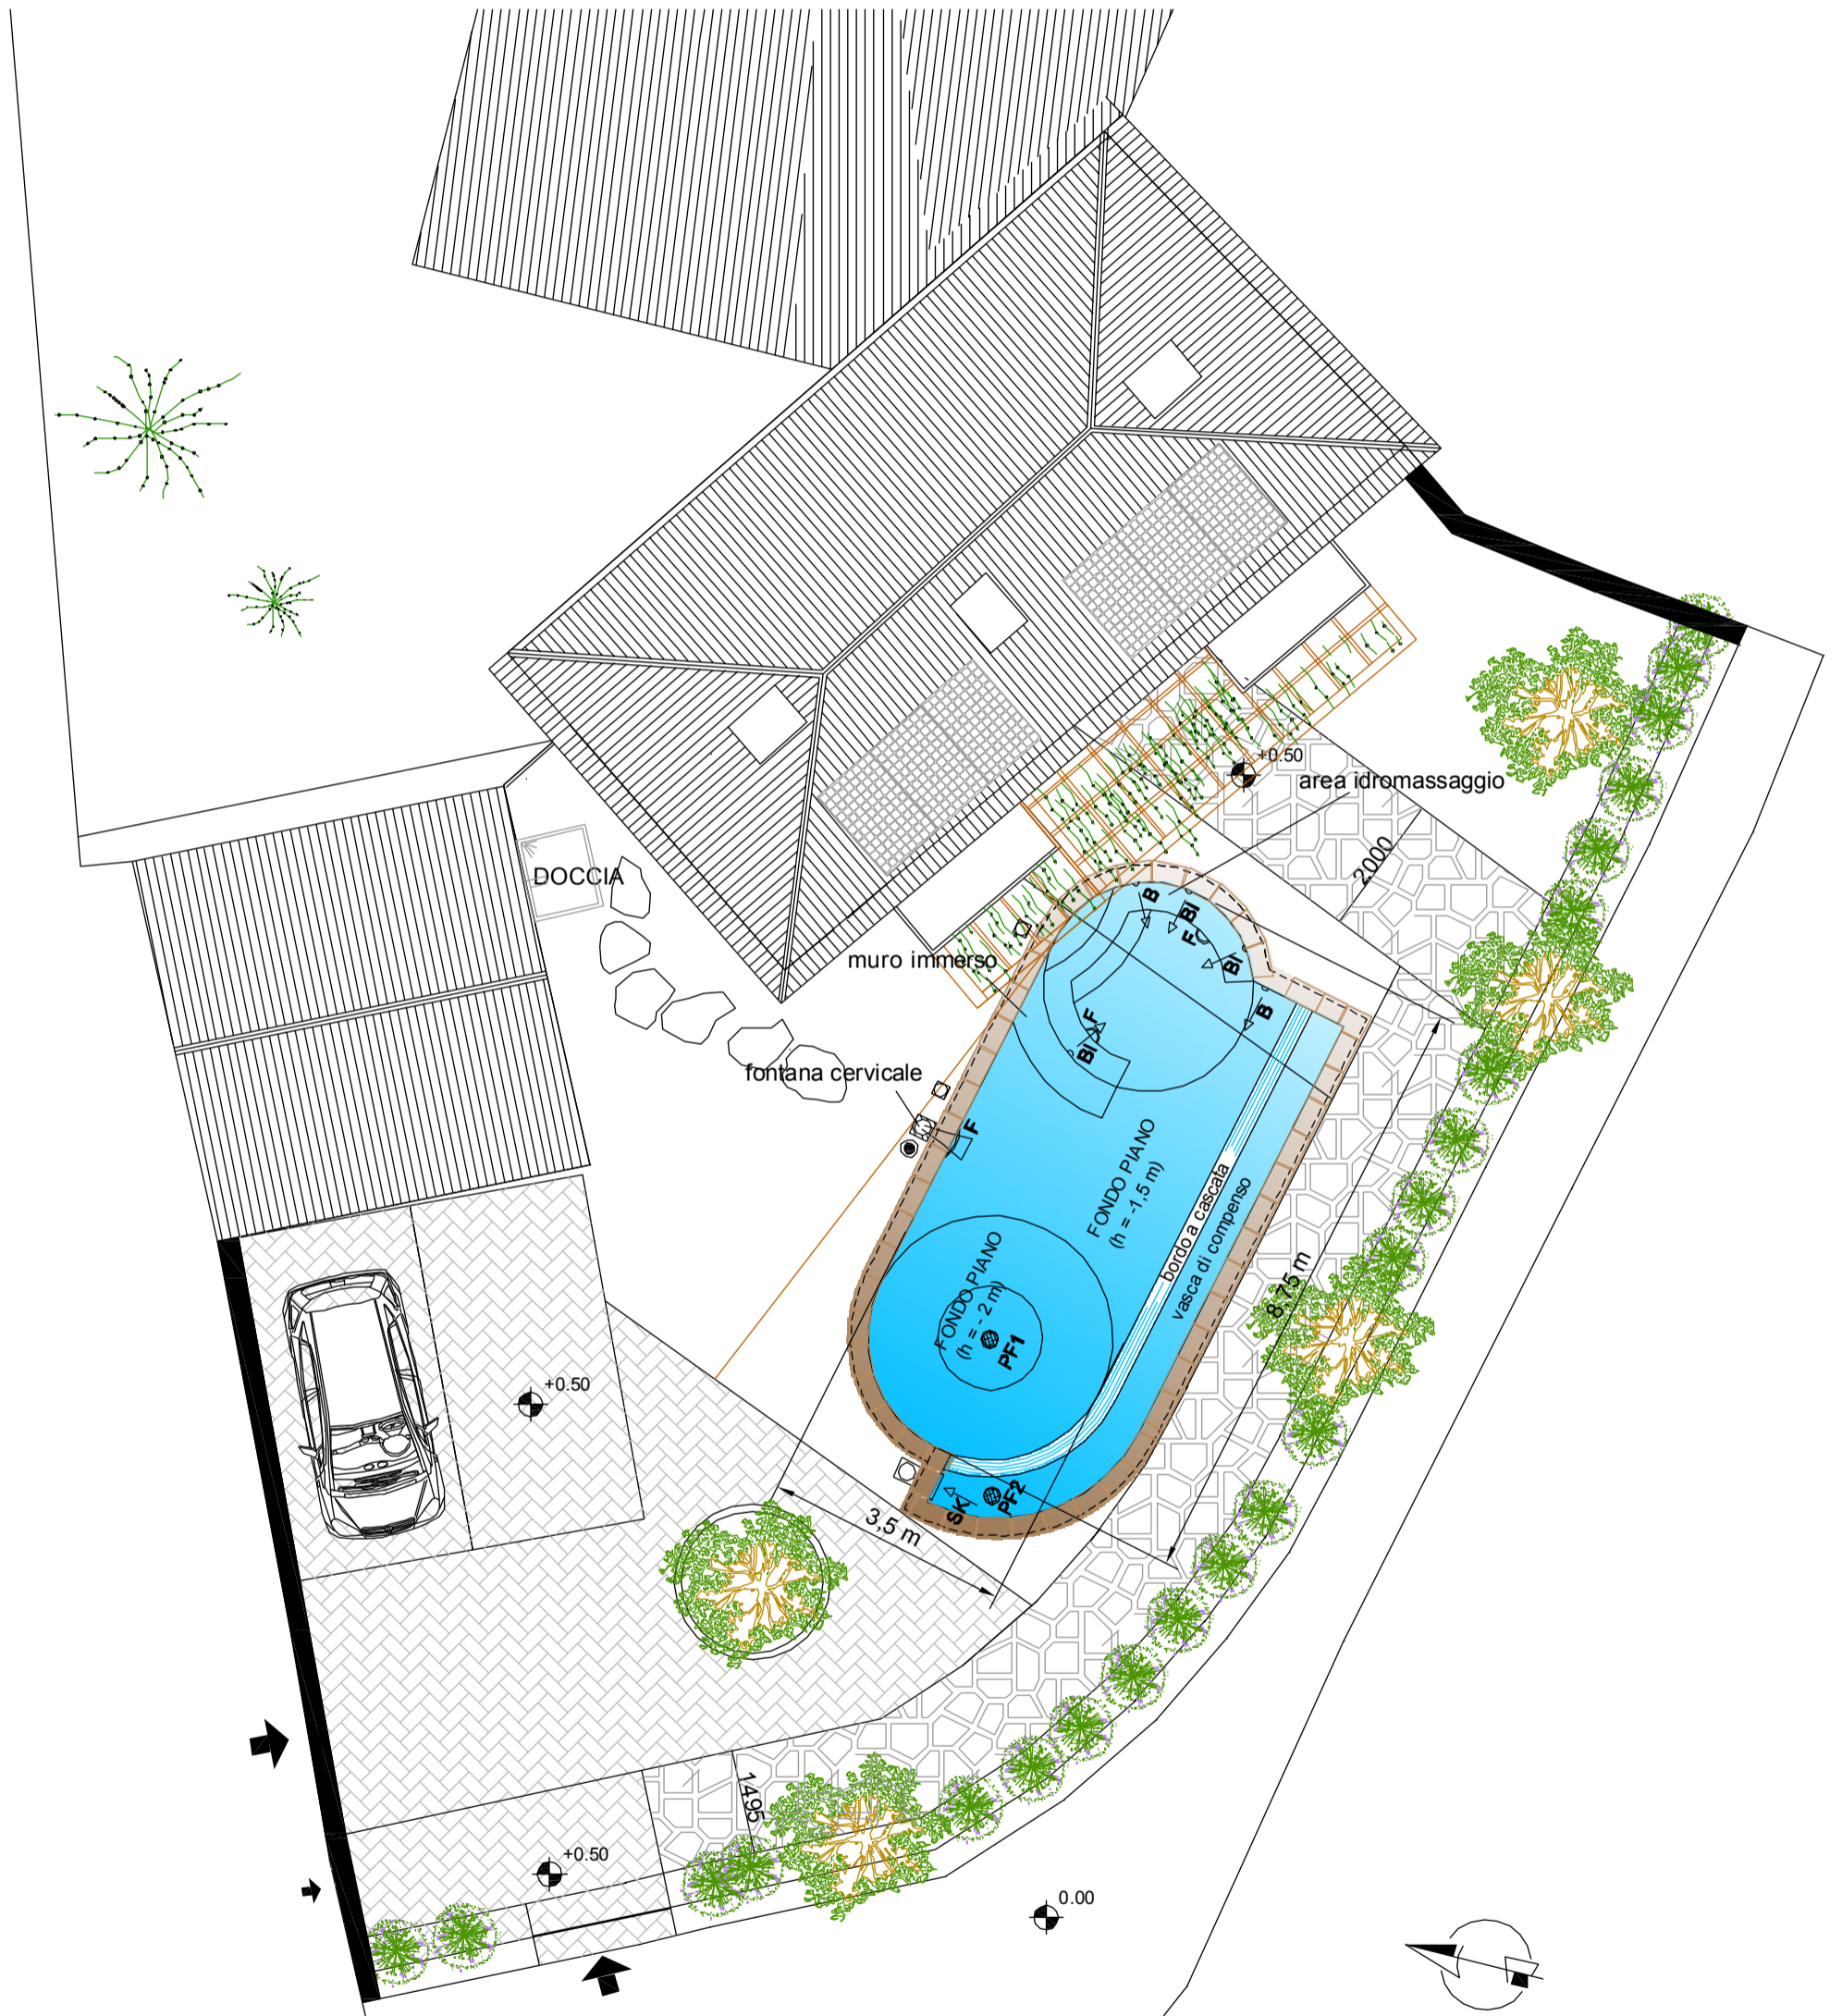 +0.50
area idromassaggio
2000
DOCCIA
B
BI
F
BI
muro immerso
B
F
BI
fontana cervicale
F
FONDO PIANO
(h = -1,5 m)
bordo a cascata
vasca di compenso
8,75 m
FONDO PIANO
(h = - 2 m)
PF1
+0.50
PF2
SK
3,5 m
1495
+0.50
0.00